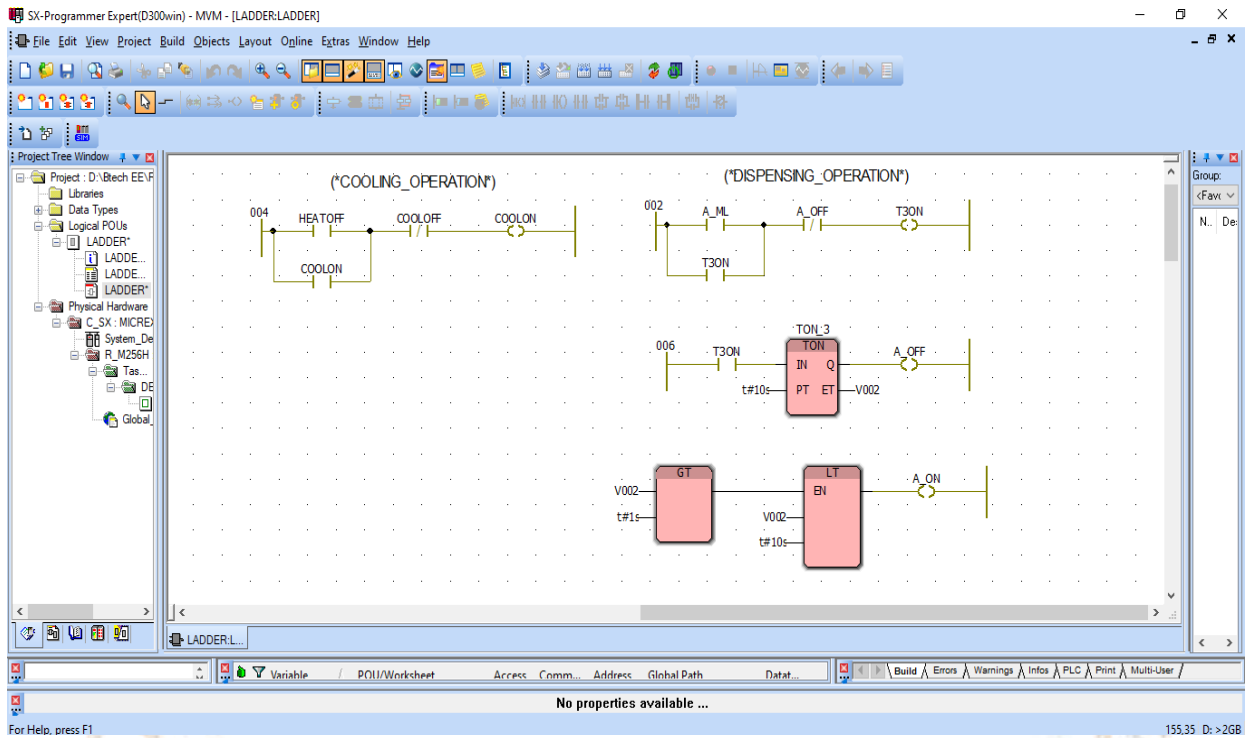 SX-Programmer Expert(D300win) - MVM - [LADDER:LADDER]
File Edit View Project Build Objects Layout Online Extras Window Help
Project Tree Window
Project : D:\Btech EE\F
Libraries
Data Types
Logical POUs
LADDER*
LADDE...
LADDE...
LADDER*
Physical Hardware
C_SX : MICREX
System_De
R_M256H
Tas...
DE
Global_
(*COOLING_OPERATION*)
004
HEATOFF
COOLOFF
COOLON
COOLON
(*DISPENSING_OPERATION*)
002
A_ML
A_OFF
T3ON
T3ON
006
T3ON
TON_3
TON
IN Q
PT ET
t#10s
V002
A_OFF
GT
V002
t#1s
LT
EN
V002
t#10s
A_ON
Group:
<Fav
N.. De:
LADDER:L...
Variable / POU/Worksheet Access Comm... Address Global Path Datat...
Build Errors Warnings Infos PLC Print Multi-User
No properties available ...
For Help, press F1
155,35 D: >2GB